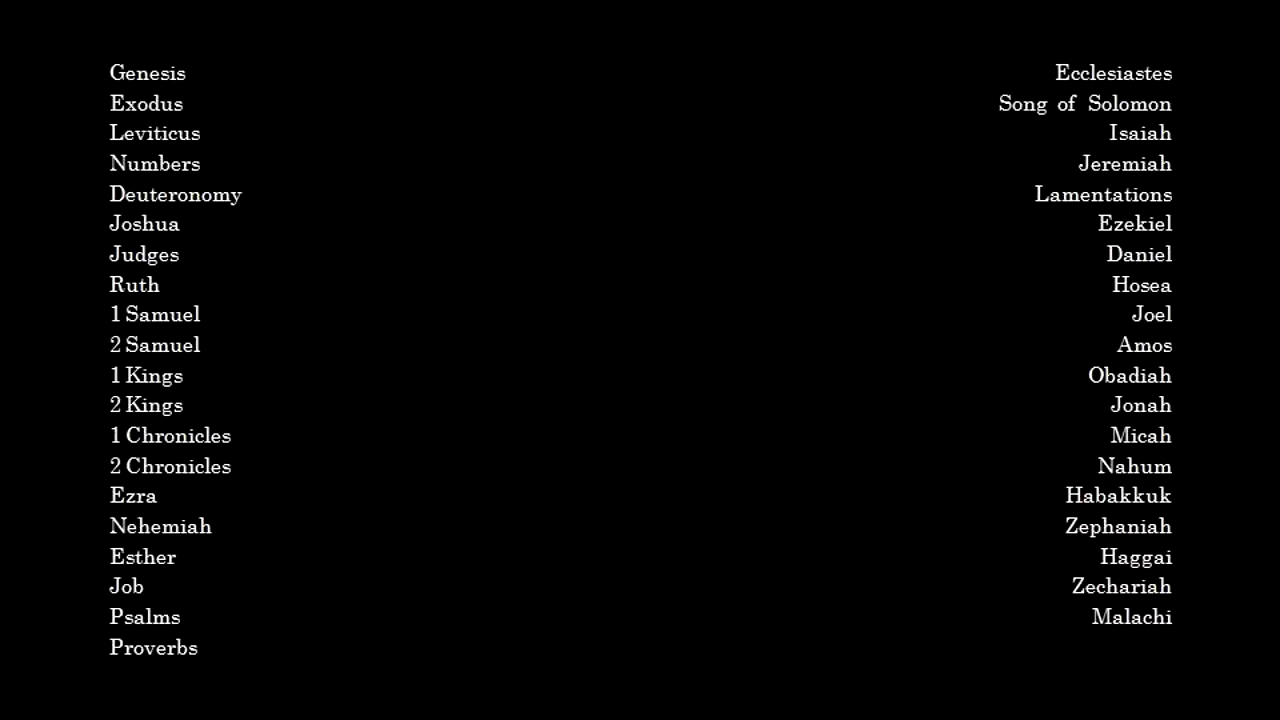 Genesis
Exodus
Leviticus
Numbers
Deuteronomy
Joshua
Judges
Ruth
1 Samuel
2 Samuel
1 Kings
2 Kings
1 Chronicles
2 Chronicles
Ezra
Nehemiah
Esther
Job
Psalms
Proverbs
Ecclesiastes
Song of Solomon
Isaiah
Jeremiah
Lamentations
Ezekiel
Daniel
Hosea
Joel
Amos
Obadiah
Jonah
Micah
Nahum
Habakkuk
Zephaniah
Haggai
Zechariah
Malachi